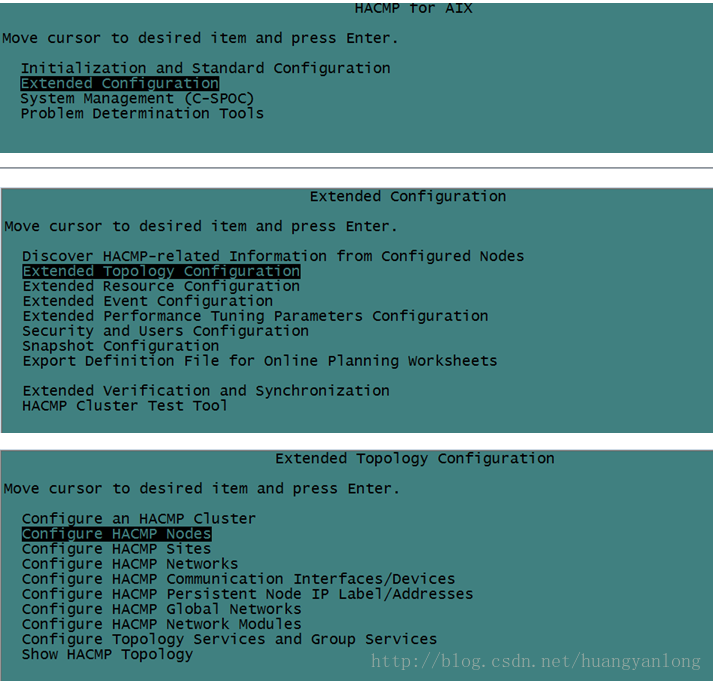 HACMP for AIX
Move cursor to desired item and press Enter.
Initialization and Standard Configuration
Extended Configuration
System Management (C-SPOC)
Problem Determination Tools
Extended Configuration
Move cursor to desired item and press Enter.
Discover HACMP-related Information from Configured Nodes
Extended Topology Configuration
Extended Resource Configuration
Extended Event Configuration
Extended Performance Tuning Parameters Configuration
Security and Users Configuration
Snapshot Configuration
Export Definition File for Online Planning Worksheets
Extended Verification and Synchronization
HACMP Cluster Test Tool
Extended Topology Configuration
Move cursor to desired item and press Enter.
Configure an HACMP Cluster
Configure HACMP Nodes
Configure HACMP Sites
Configure HACMP Networks
Configure HACMP Communication Interfaces/Devices
Configure HACMP Persistent Node IP Label/Addresses
Configure HACMP Global Networks
Configure HACMP Network Modules
Configure Topology Services and Group Services
Show HACMP Topology
http://blog.csdn.net/huangyanlong